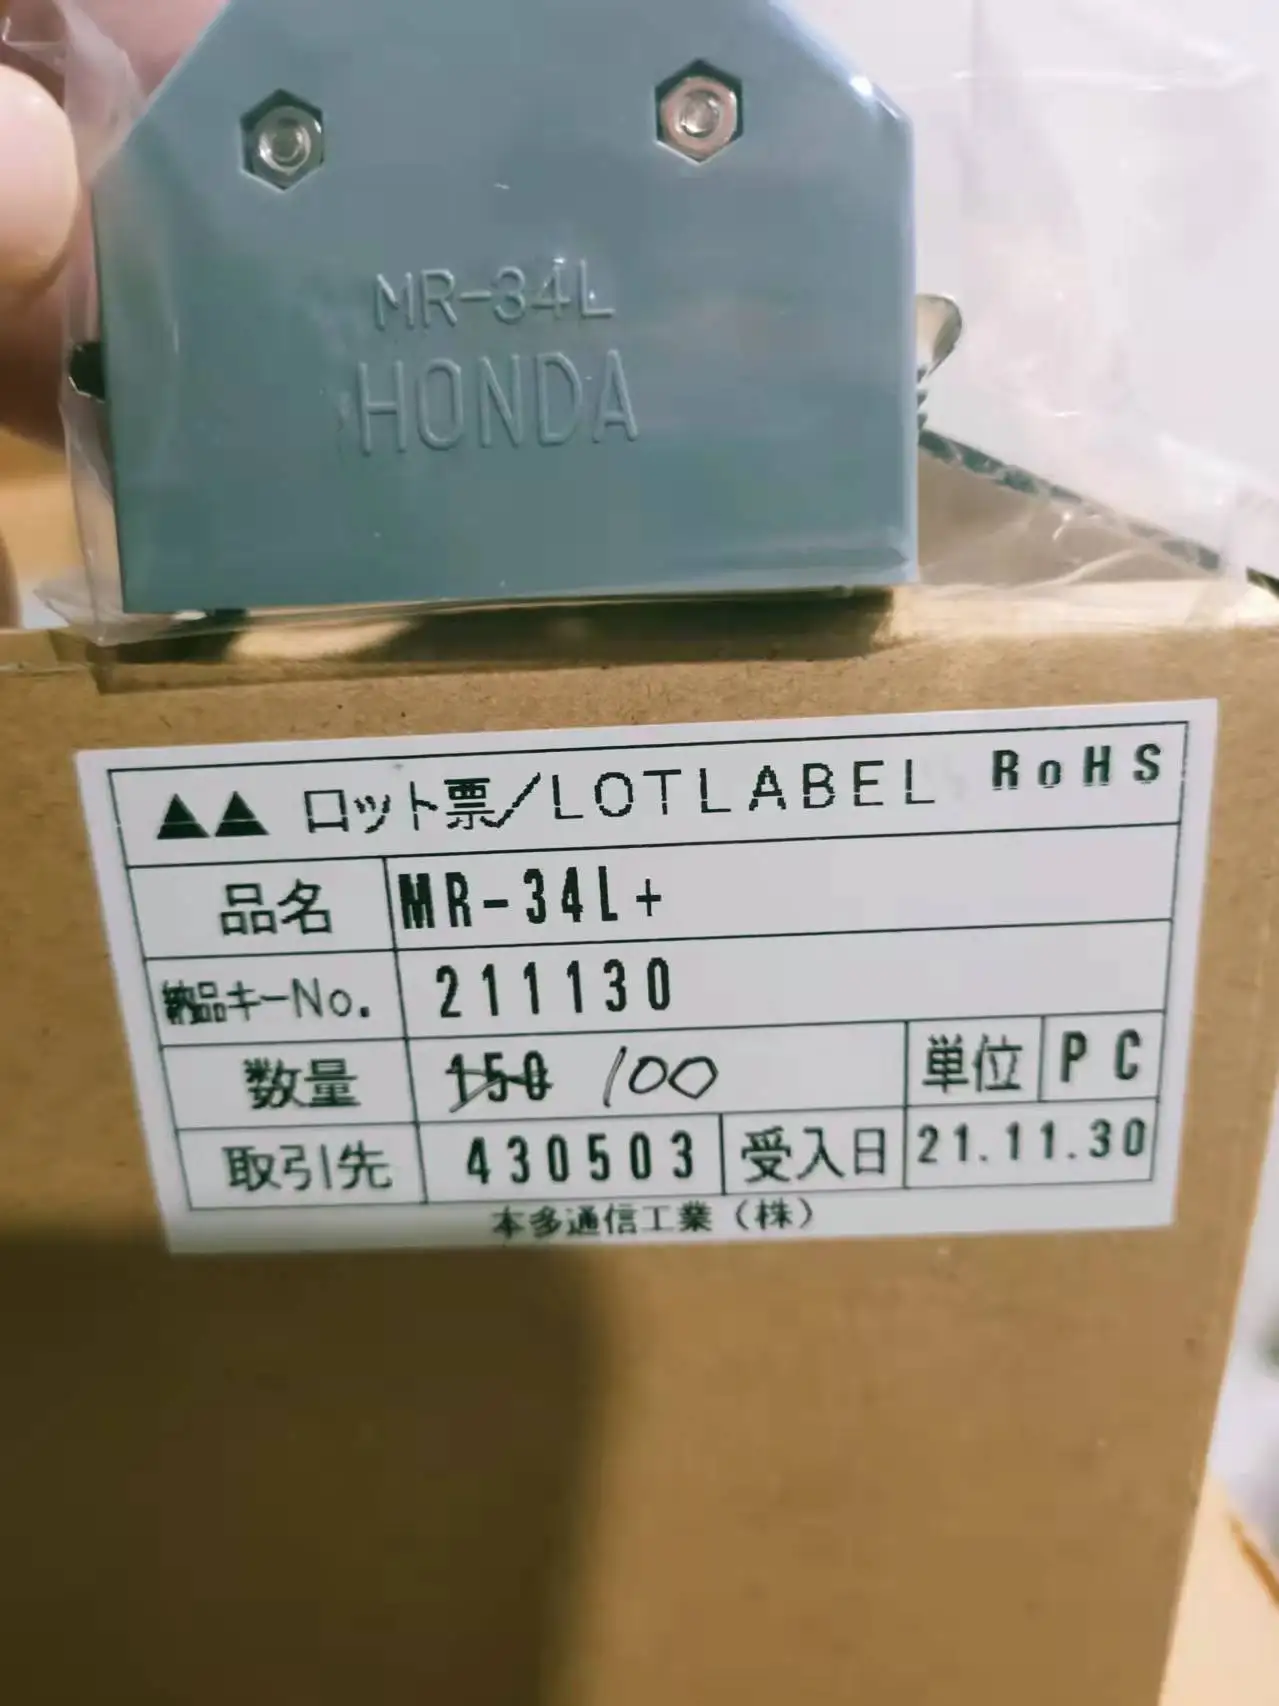 MR-34L
HONDA
▲▲ ロット票/LOTLABEL RoHS
品名 MR-34L+
納品キーNo. 211130
数量 150 100 単位 PC
取引先 430503 受入日 21.11.30
本多通信工業(株)